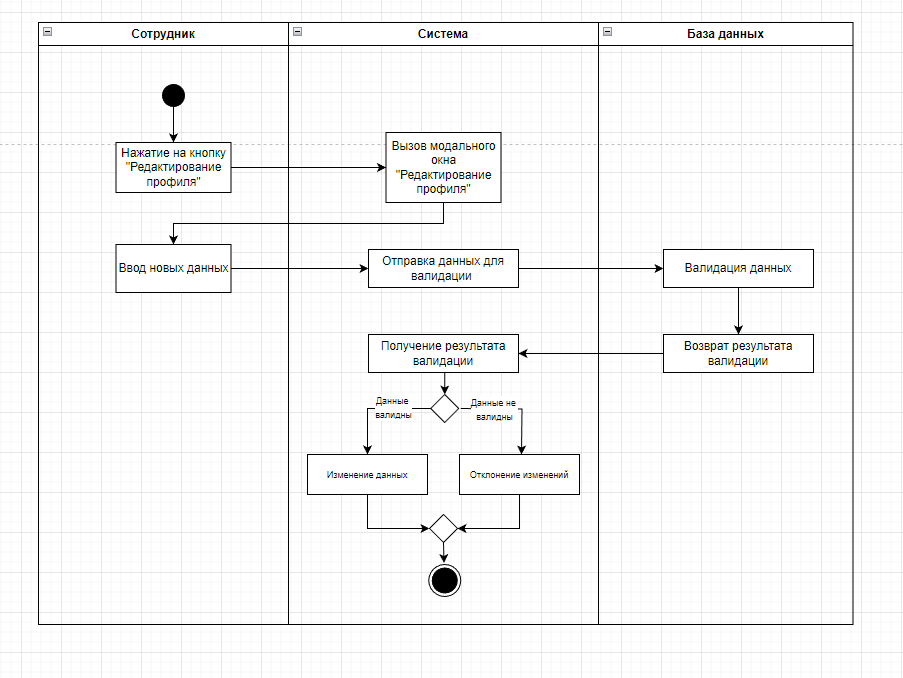 Сотрудник
Система
База данных
Нажатие на кнопку
"Редактирование
профиля"
Вызов модального
окна
"Редактирование
профиля"
Ввод новых данных
Отправка данных для
валидации
Валидация данных
Получение результата
валидации
Возврат результата
валидации
Данные
валидны
Данные не
валидны
Изменение данных
Отклонение изменений